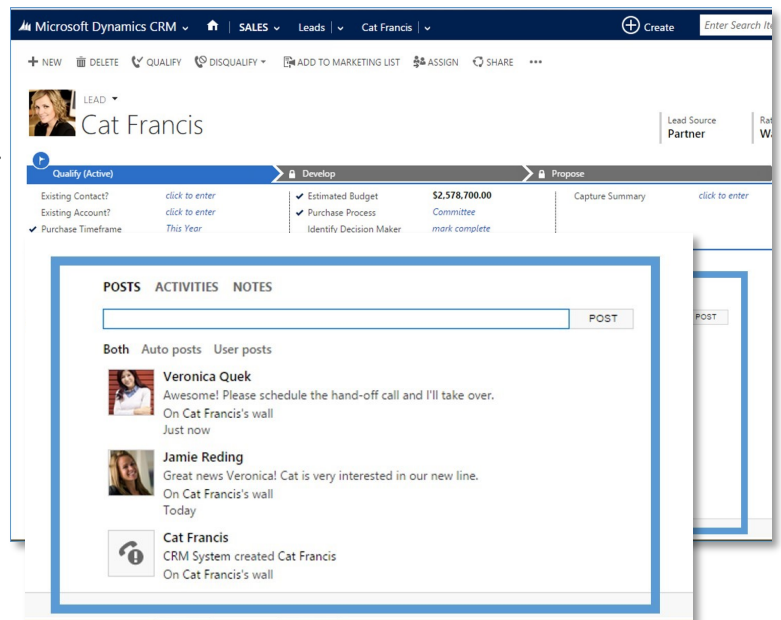 Microsoft Dynamics CRM SALES Leads Cat Francis Create Enter Search
NEW DELETE QUALIFY DISQUALIFY ADD TO MARKETING LIST ASSIGN SHARE •••
LEAD
Cat Francis
Lead Source
Partner
Qualify (Active) Develop Propose
Existing Contact? click to enter Estimated Budget $2,578,700.00 Capture Summary click to enter
Existing Account? click to enter Purchase Process Committee
Purchase Timeframe This Year Identify Decision Maker mark complete
POSTS ACTIVITIES NOTES
POST
POST
Both Auto posts User posts
Veronica Quek
Awesome! Please schedule the hand-off call and I'll take over.
On Cat Francis's wall
Just now
Jamie Reding
Great news Veronica! Cat is very interested in our new line.
On Cat Francis's wall
Today
Cat Francis
CRM System created Cat Francis
On Cat Francis's wall